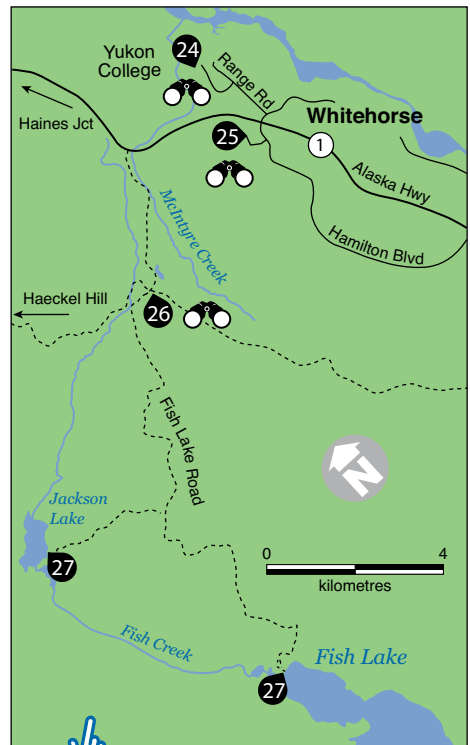 Yukon
College
24
Range Rd
Whitehorse
Haines Jct
25
1
Alaska Hwy
McIntyre Creek
Hamilton Blvd
Haeckel Hill
26
Fish Lake Road
N
Jackson
Lake
0 4
kilometres
27
Fish Creek
Fish Lake
27